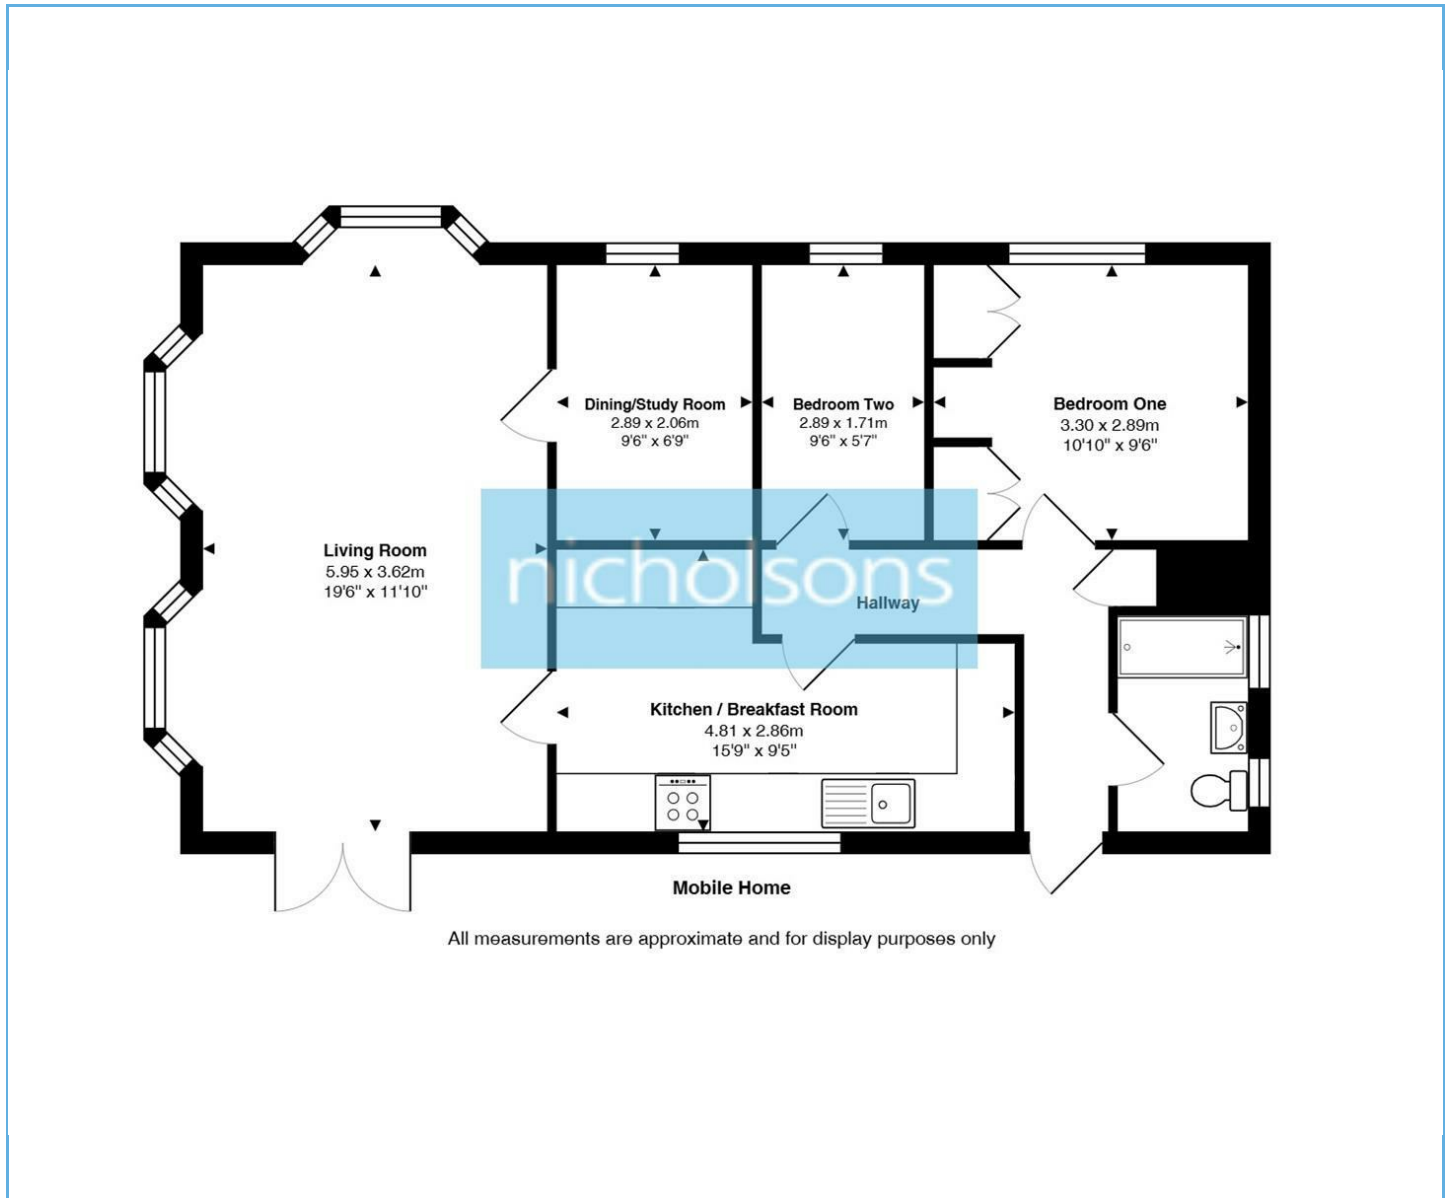 Dining/Study Room
2.89 x 2.06m
9'6" x 6'9"
Bedroom Two
2.89 x 1.71m
9'6" x 5'7"
Bedroom One
3.30 x 2.89m
10'10" x 9'6"
Living Room
5.95 x 3.62m
19'6" x 11'10"
nicholsons
Hallway
Kitchen / Breakfast Room
4.81 x 2.86m
15'9" x 9'5"
Mobile Home
All measurements are approximate and for display purposes only